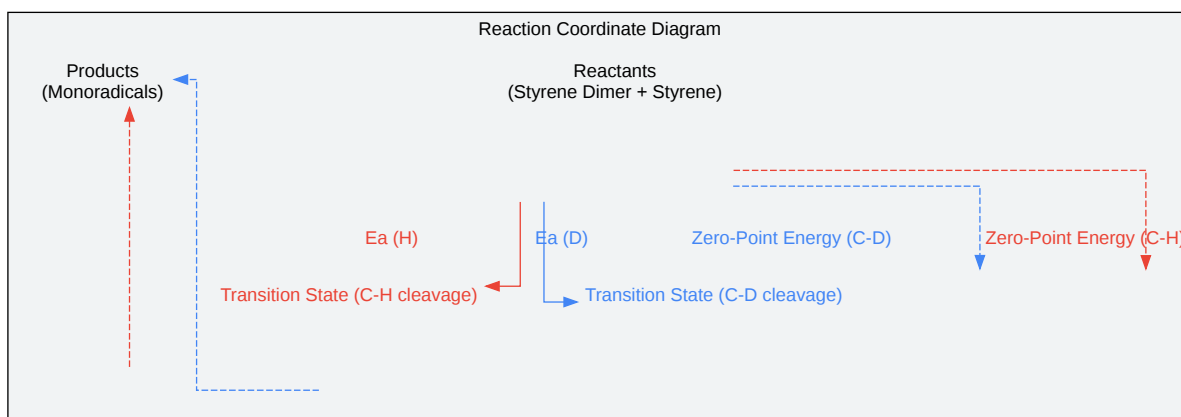 Reaction Coordinate Diagram
Products
(Monoradicals)
Reactants
(Styrene Dimer + Styrene)
Ea (H)
Ea (D)
Zero-Point Energy (C-D)
Zero-Point Energy (C-H)
Transition State (C-H cleavage)
Transition State (C-D cleavage)